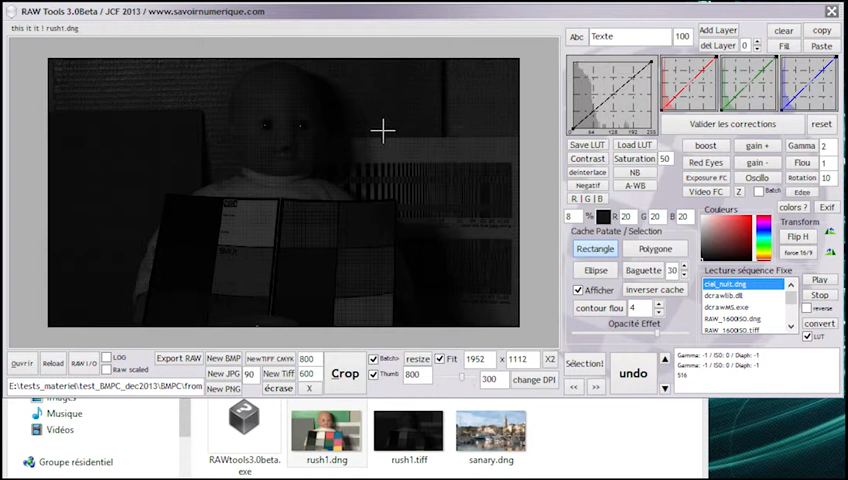 RAW Tools 3.0Beta / JCF 2013 / www.savoirnumerique.com
this it it ! rush1.dng
Abc Texte 100
Add Layer clear copy
del Layer 0 Fill Paste
0 64 128 192 255
Valider les corrections reset
Save LUT Load LUT boost gain + Gamma 2
Contrast Saturation 50 Red Eyes gain - Flou 1
deinterlace NB Exposure FC Oscillo Rotation 10
Negatif A-WB Video FC Z Batch Edge
R | G | B Couleurs colors ? Exif
8 % R 20 G 20 B 20 Transform
Cache Patate / Selection Flip H
Rectangle Polygone force 16/9
Ellipse Baguette 30 Lecture séquence Fixe
Afficher inverser cache ciel_nuit.dng Play
contour flou 4 dcrawlib.dll Stop
Opacité Effet dcrawMS.exe reverse
RAW_1600ISO.dng convert
RAW_1600ISO.tiff LUT
Ouvrir Reload RAW I/O LOG Export RAW New BMP New TIFF CMYK 800 Crop Batch> resize Fit 1952 x 1112 X2 Sélection! undo
Raw scaled New JPG 90 New Tiff 600 Thumb 800 300 change DPI
E:\tests_materiel\test_BMPC_dec2013\BMPC\from New PNG écrase X << >>
Gamma: -1 / ISO: 0 / Diaph: -1
Gamma: -1 / ISO: 0 / Diaph: -1
516
Images
Musique
Vidéos
Groupe résidentiel
RAWtools3.0beta.exe rush1.dng rush1.tiff sanary.dng